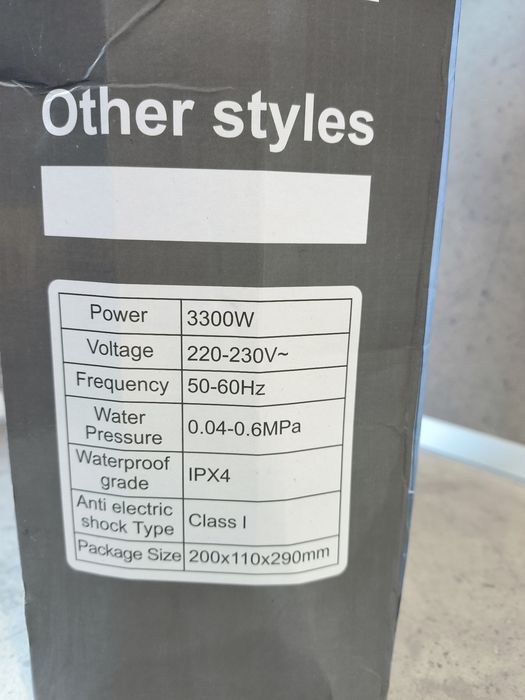 Other styles
Power 3300W
Voltage 220-230V~
Frequency 50-60Hz
Water
Pressure 0.04-0.6MPa
Waterproof
grade IPX4
Anti electric
shock Type Class I
Package Size 200x110x290mm